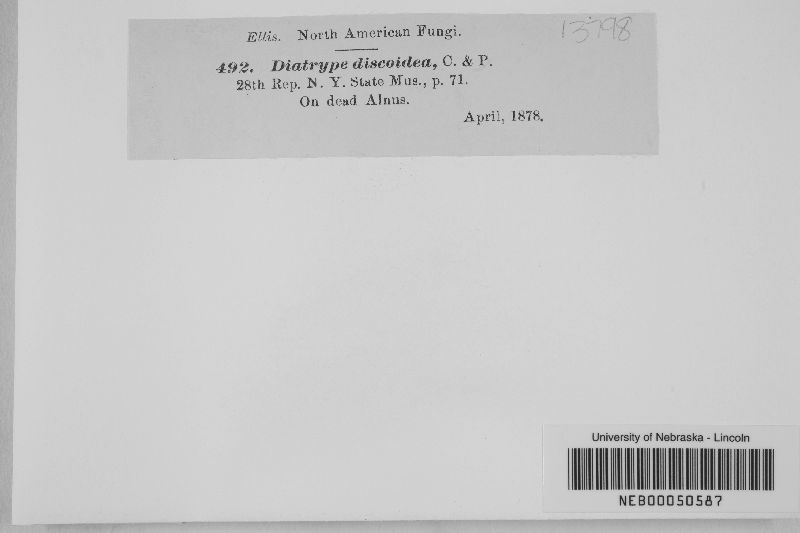 Ellis. North American Fungi.
13798
492. Diatrype discoidea, C. & P.
28th Rep. N. Y. State Mus., p. 71.
On dead Alnus.
April, 1878.
University of Nebraska - Lincoln
NEB00050587